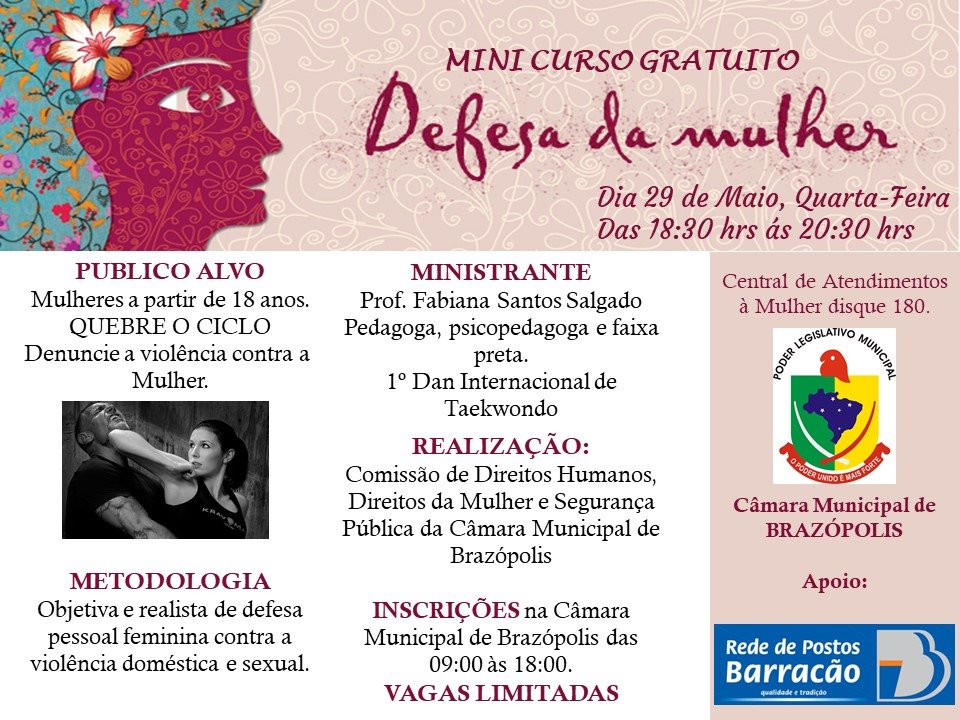 MINI CURSO GRATUITO
Defesa da mulher
Dia 29 de Maio, Quarta-Feira
Das 18:30 hrs ás 20:30 hrs
PUBLICO ALVO
Mulheres a partir de 18 anos.
QUEBRE O CICLO
Denuncie a violência contra a
Mulher.
METODOLOGIA
Objetiva e realista de defesa
pessoal feminina contra a
violência doméstica e sexual.
MINISTRANTE
Prof. Fabiana Santos Salgado
Pedagoga, psicopedagoga e faixa
preta.
1º Dan Internacional de
Taekwondo
REALIZAÇÃO:
Comissão de Direitos Humanos,
Direitos da Mulher e Segurança
Pública da Câmara Municipal de
Brazópolis
INSCRIÇÕES na Câmara
Municipal de Brazópolis das
09:00 às 18:00.
VAGAS LIMITADAS
Central de Atendimentos
à Mulher disque 180.
PODER LEGISLATIVO MUNICIPAL
O PODER UNIDO É MAIS FORTE
Câmara Municipal de
BRAZÓPOLIS
Apoio:
Rede de Postos
Barracão
qualidade e tradição